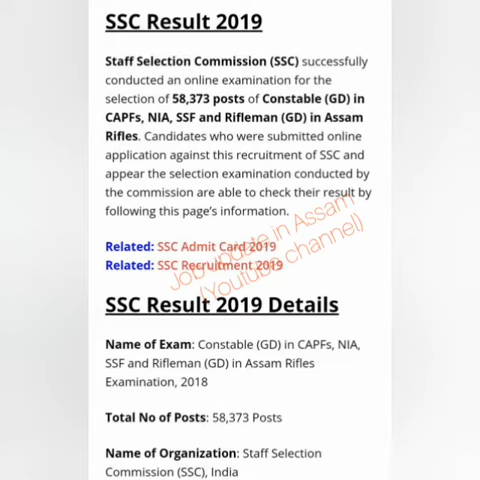 SSC Result 2019
Staff Selection Commission (SSC) successfully
conducted an online examination for the
selection of 58,373 posts of Constable (GD) in
CAPFs, NIA, SSF and Rifleman (GD) in Assam
Rifles. Candidates who were submitted online
application against this recruitment of SSC and
appear the selection examination conducted by
the commission are able to check their result by
following this page's information.
Job update in Assam
(Youtube channel)
Related: SSC Admit Card 2019
Related: SSC Recruitment 2019
SSC Result 2019 Details
Name of Exam: Constable (GD) in CAPFs, NIA,
SSF and Rifleman (GD) in Assam Rifles
Examination, 2018
Total No of Posts: 58,373 Posts
Name of Organization: Staff Selection
Commission (SSC), India